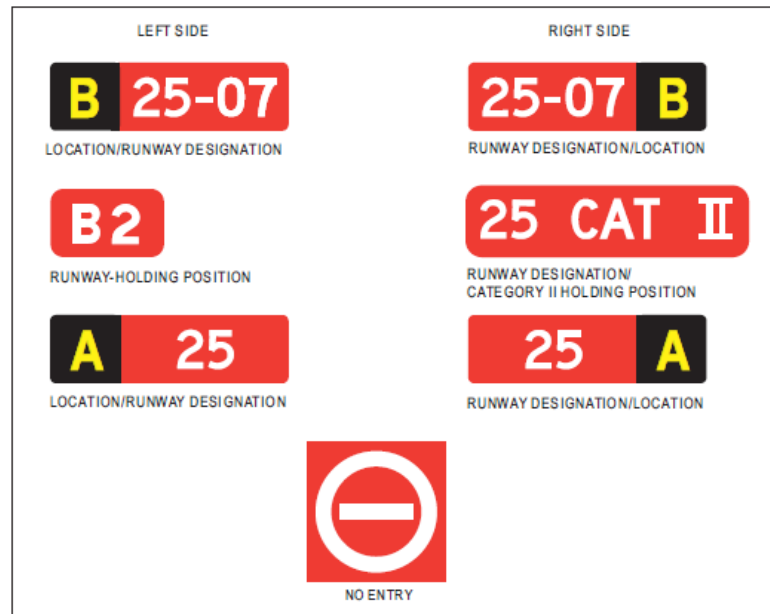 LEFT SIDE
RIGHT SIDE
B 25-07
25-07 B
LOCATION/RUNWAY DESIGNATION
RUNWAY DESIGNATION/LOCATION
B2
25 CAT II
RUNWAY-HOLDING POSITION
RUNWAY DESIGNATION/
CATEGORY II HOLDING POSITION
A 25
25 A
LOCATION/RUNWAY DESIGNATION
RUNWAY DESIGNATION/LOCATION
NO ENTRY